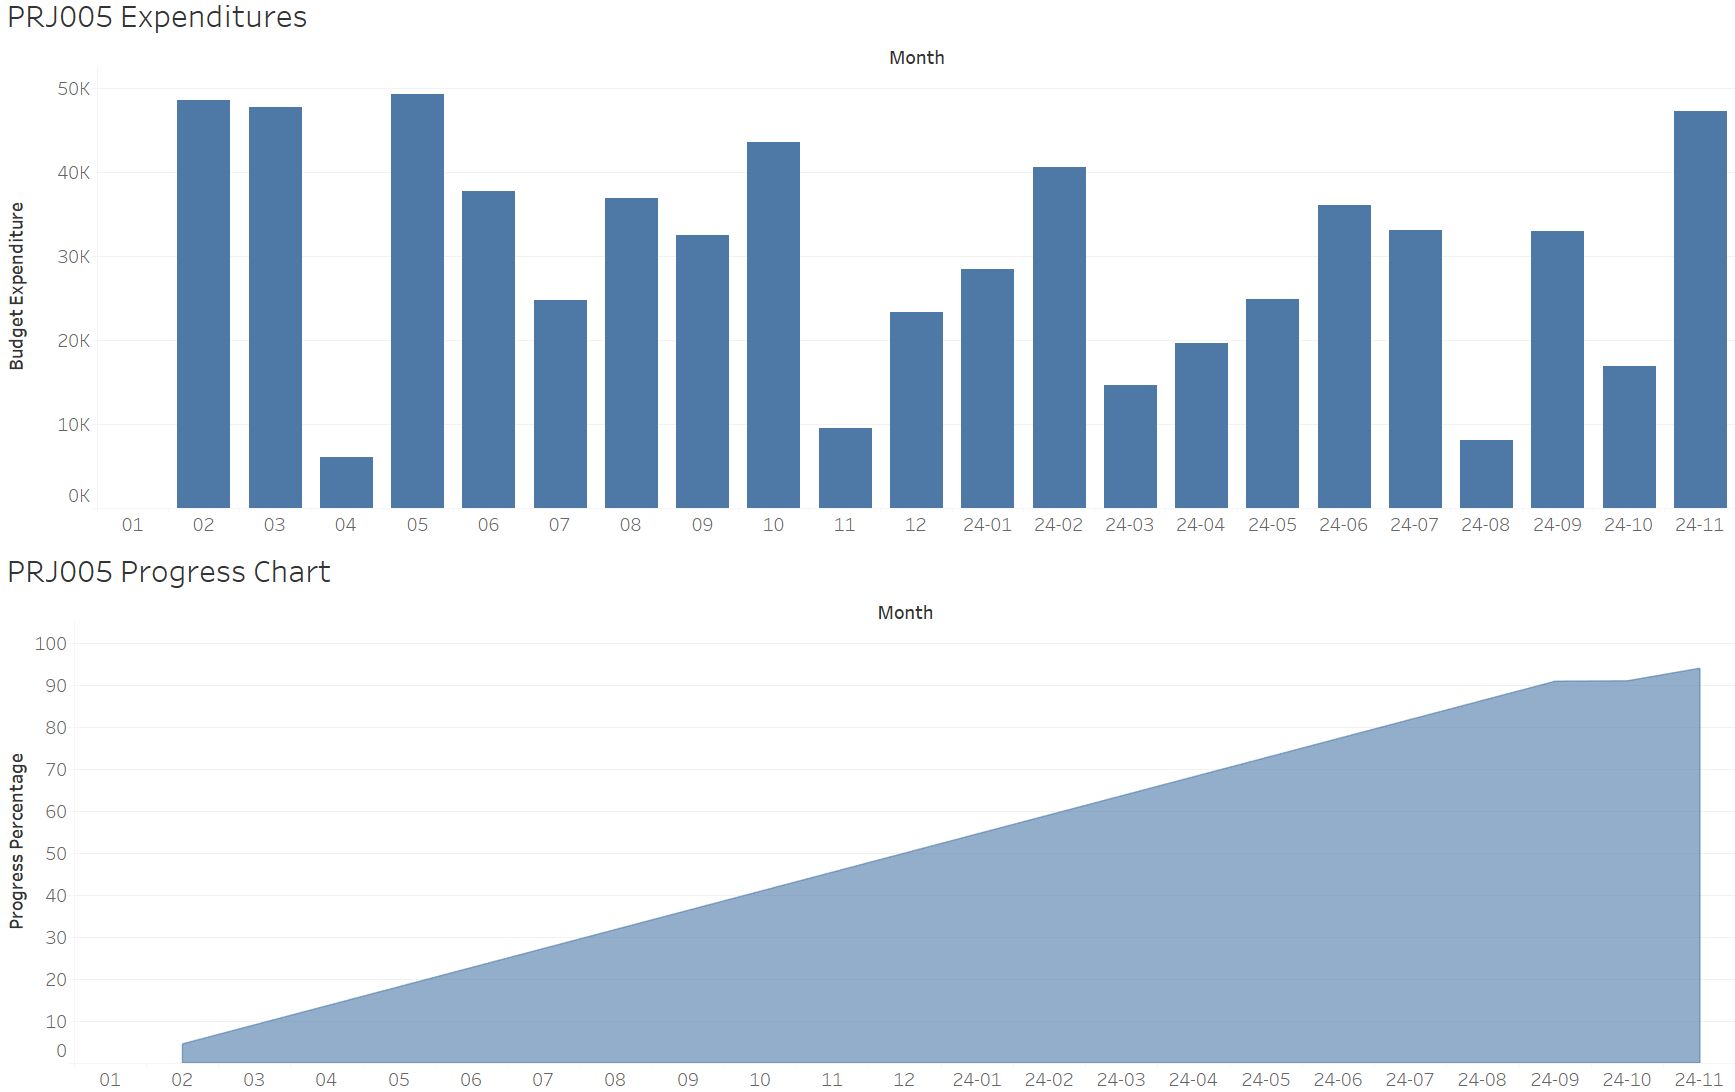 PRJ005 Expenditures
Month
Budget Expenditure
50K
40K
30K
20K
10K
0K
01 02 03 04 05 06 07 08 09 10 11 12 24-01 24-02 24-03 24-04 24-05 24-06 24-07 24-08 24-09 24-10 24-11
PRJ005 Progress Chart
Month
Progress Percentage
100
90
80
70
60
50
40
30
20
10
0
01 02 03 04 05 06 07 08 09 10 11 12 24-01 24-02 24-03 24-04 24-05 24-06 24-07 24-08 24-09 24-10 24-11